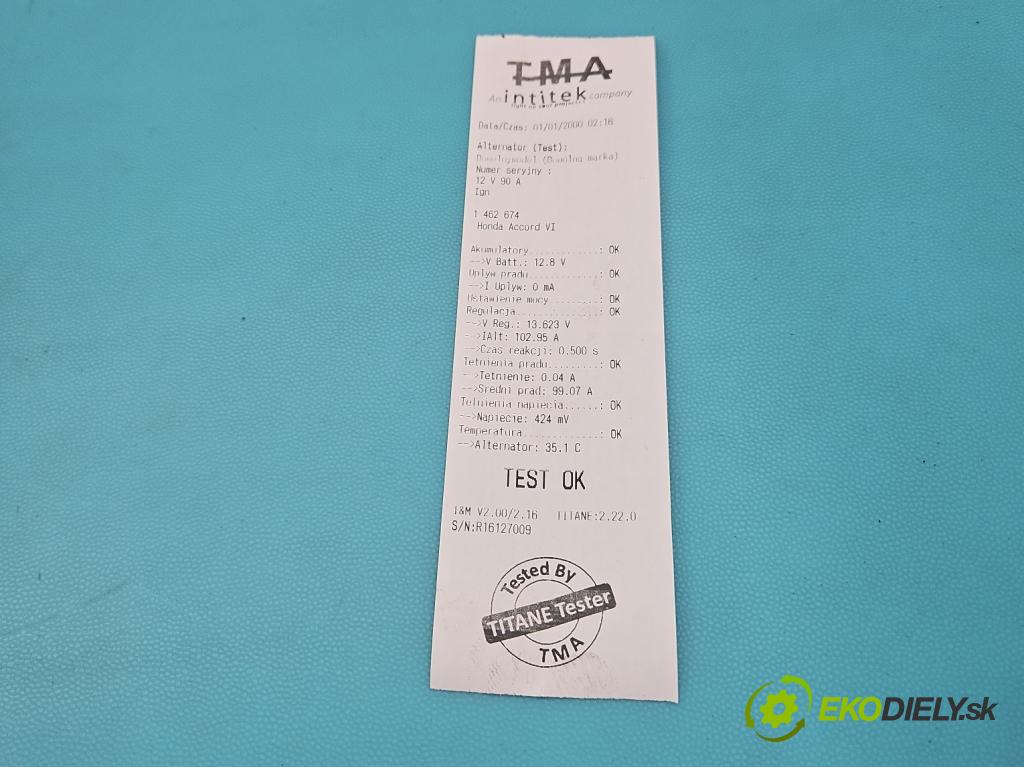 TMA
An intitek company
light up your projects
Data/Czas: 01/01/2000 02:16
Alternator (Test):
Dowolnymodel (Dowolna marka)
Numer seryjny :
12 V 90 A
Ign
1 462 674
Honda Accord VI
Akumulatory............: OK
-->V Batt.: 12.8 V
Uplyw pradu............: OK
-->I Uplyw: 0 mA
Ustawienie mocy........: OK
Regulacja..............: OK
-->V Reg.: 13.623 V
-->IAlt: 102.95 A
-->Czas reakcji: 0.500 s
Tetnienia pradu........: OK
-->Tetnienie: 0.04 A
-->Sredni prad: 99.07 A
Tetnienia napiecia.....: OK
-->Napiecie: 424 mV
Temperatura............: OK
-->Alternator: 35.1 C
TEST OK
I&M V2.00/2.16 TITANE:2.22.0
S/N:R16127009
Tested By
TITANE Tester
TMA
EKODIELY.sk